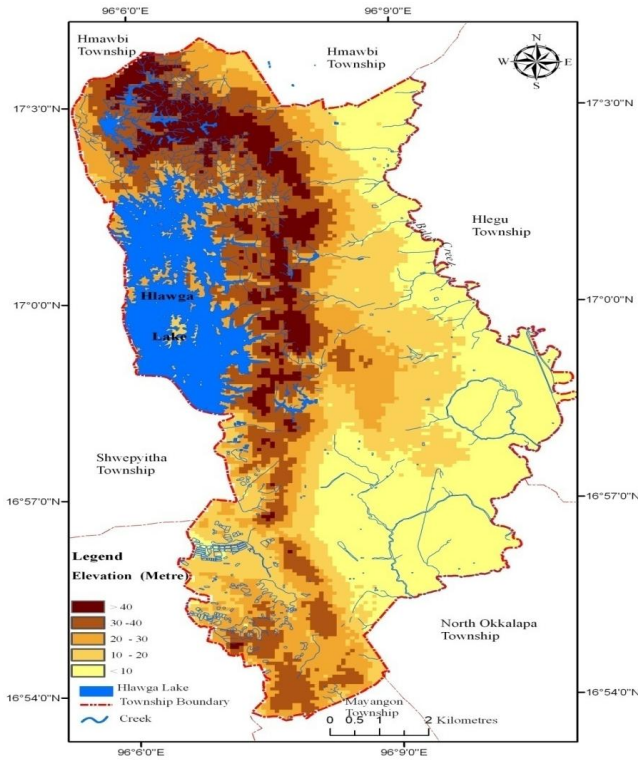 96°6'0"E
96°9'0"E
Hmawbi
Township
Hmawbi
Township
N
W E
S
17°3'0"N
17°3'0"N
Hlegu
Township
Bala
Creek
17°0'0"N
17°0'0"N
Hlawga
Lake
Shwepyitha
Township
16°57'0"N
16°57'0"N
Legend
Elevation (Metre)
> 40
30 -40
20 - 30
10 - 20
< 10
Hlawga Lake
Township Boundary
Creek
North Okkalapa
Township
16°54'0"N
16°54'0"N
Mayangon
Township
0 0.5 1 2 Kilometres
96°6'0"E
96°9'0"E